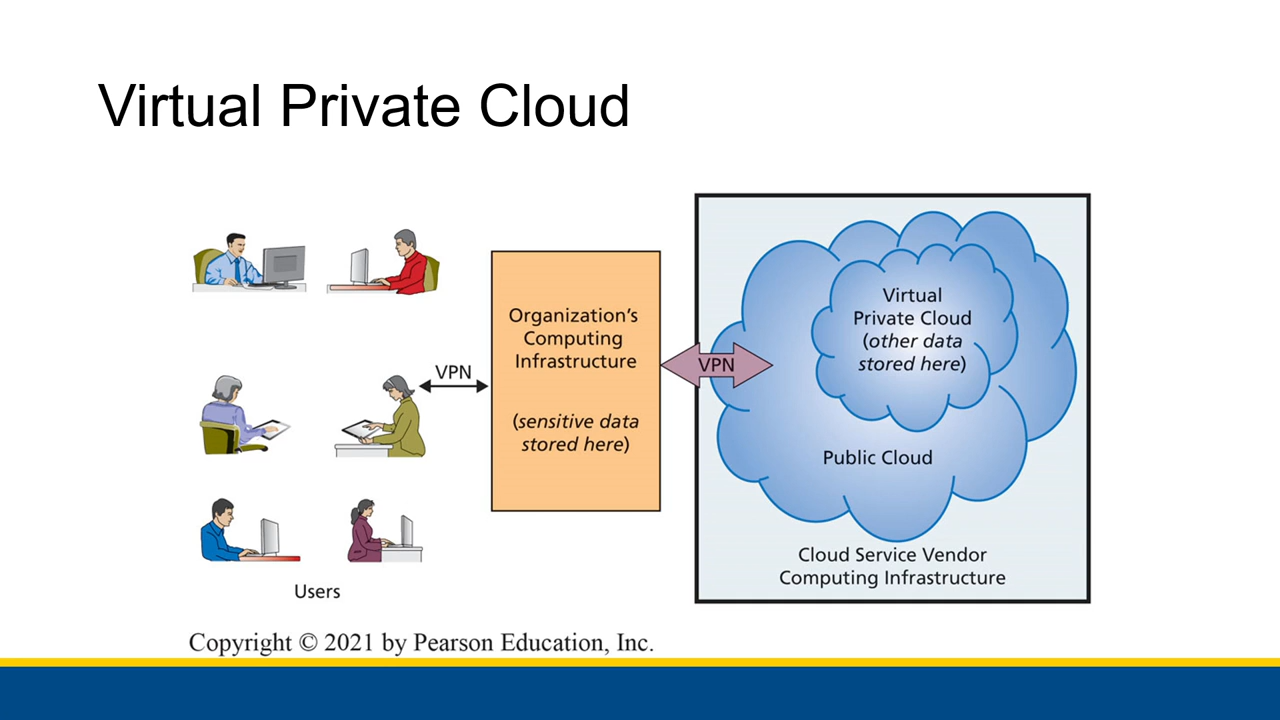 Virtual Private Cloud
VPN
Organization's
Computing
Infrastructure
(sensitive data
stored here)
VPN
Virtual
Private Cloud
(other data
stored here)
Public Cloud
Cloud Service Vendor
Computing Infrastructure
Users
Copyright © 2021 by Pearson Education, Inc.